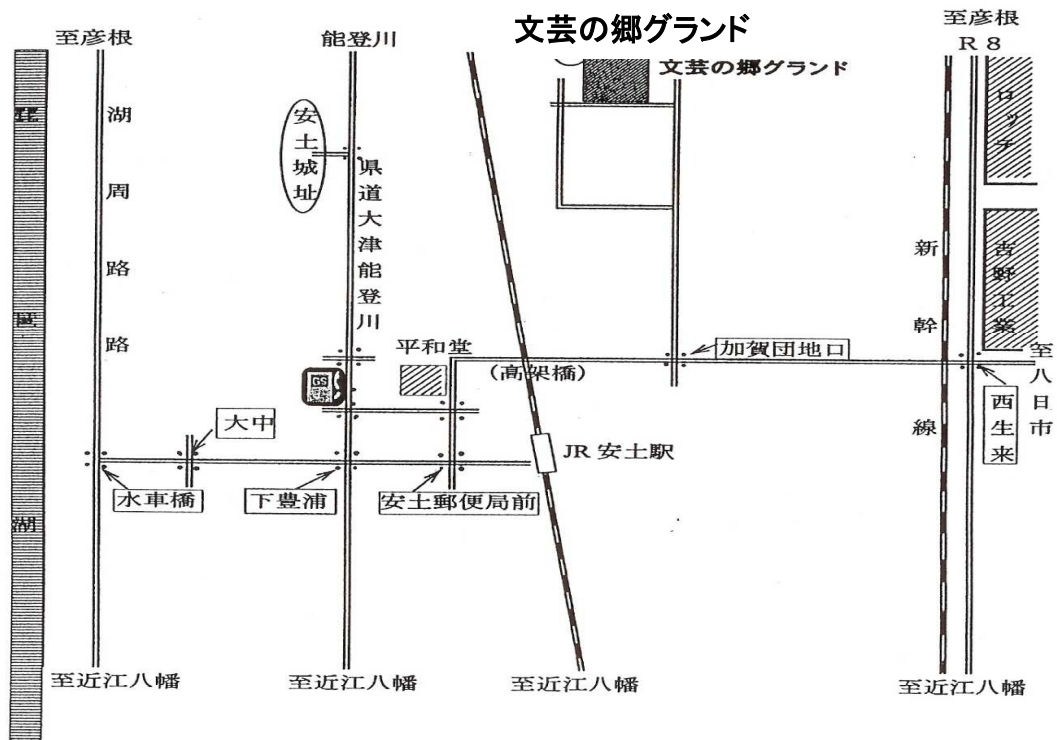 文芸の郷グランド
至彦根
能登川
至彦根
R 8
文芸の郷グランド
ロッテ
湖周路路
安土城址
県道大津能登川
新幹線
吉野工業
平和堂
(高架橋)
加賀団地口
至八日市
西生来
GS
大中
JR 安土駅
水車橋
下豊浦
安土郵便局前
湖
至近江八幡
至近江八幡
至近江八幡
至近江八幡